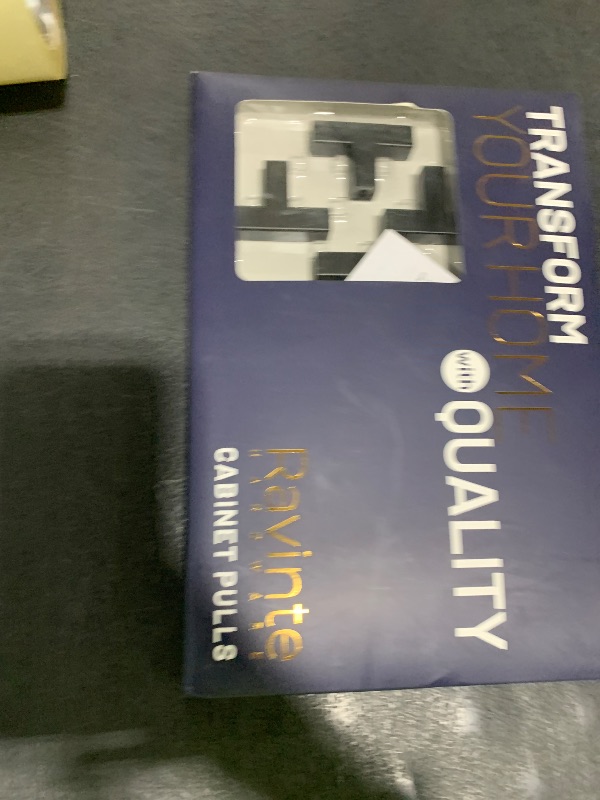 TRANSFORM
YOUR HOME
with QUALITY
Ravinte
CABINET PULLS